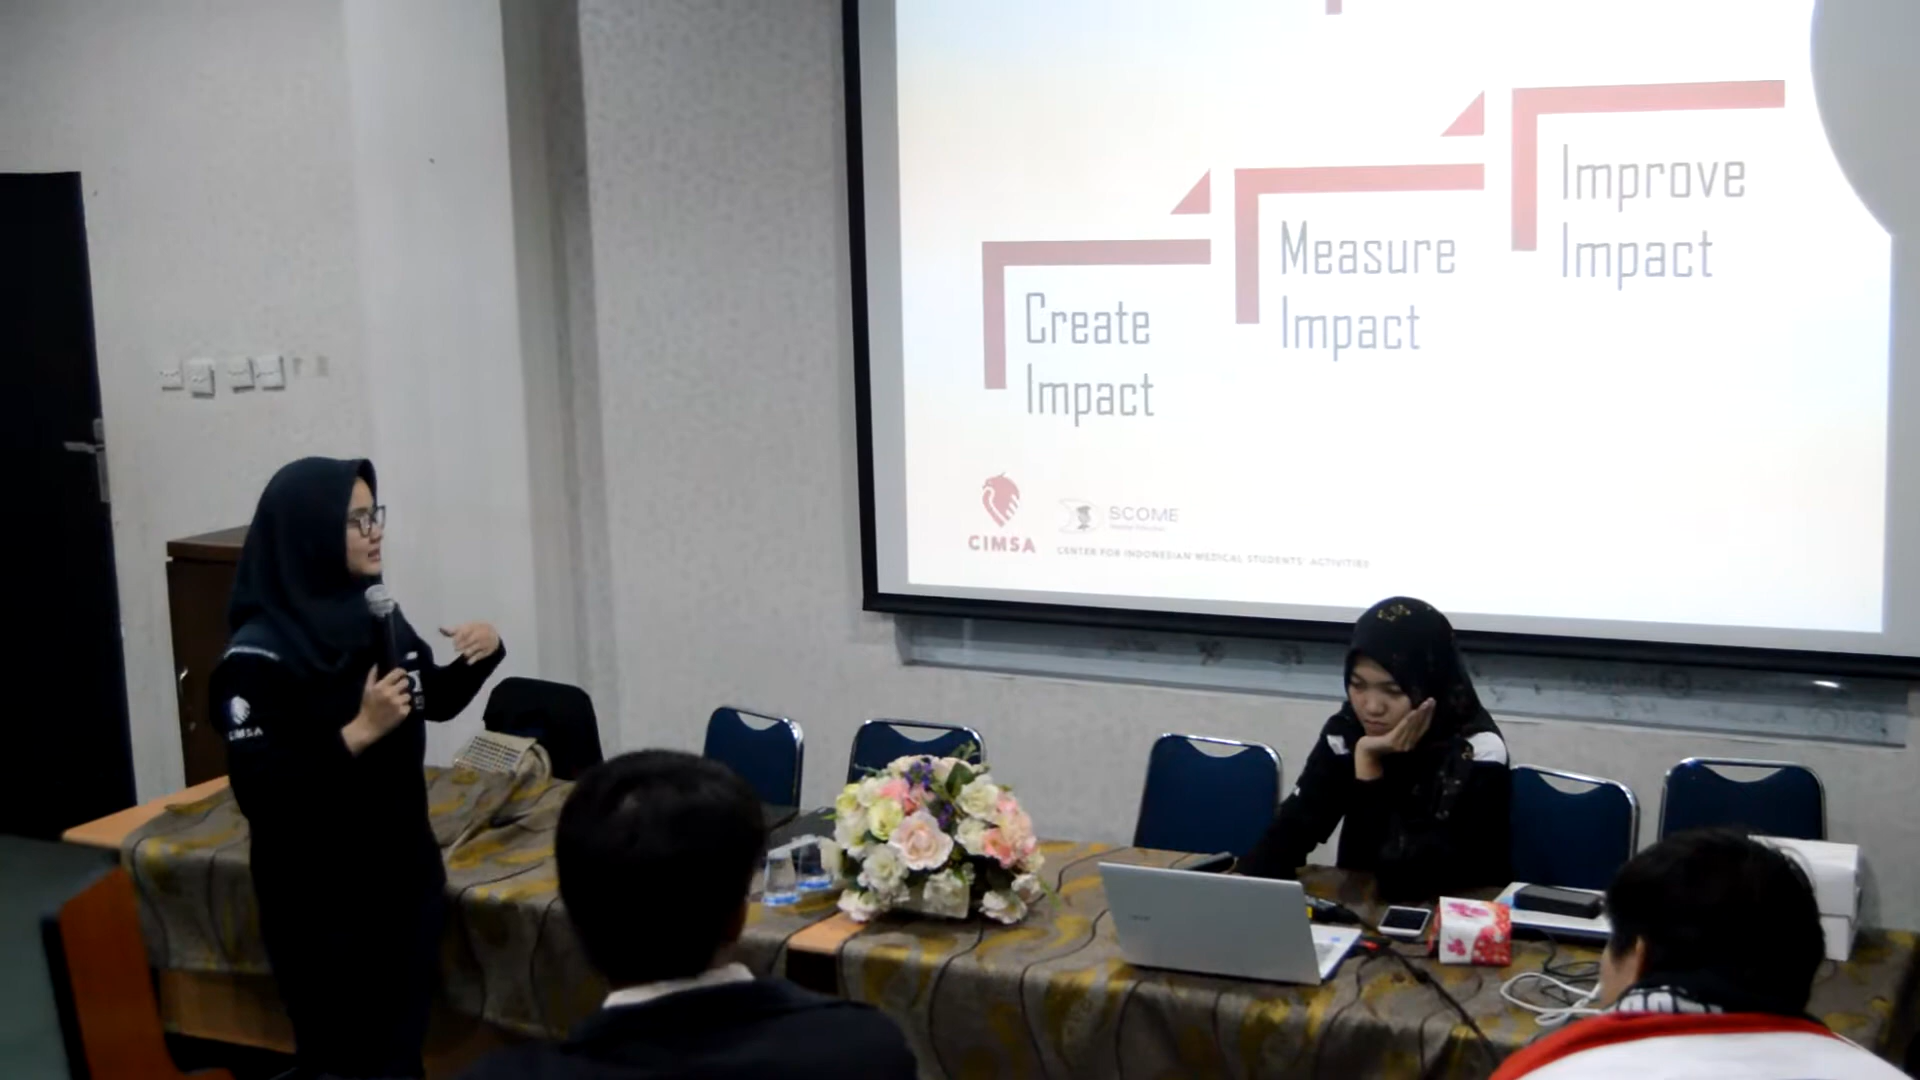 Improve
Impact
Measure
Impact
Create
Impact
SCOME
CIMSA
CENTER FOR INDONESIAN MEDICAL STUDENTS' ACTIVITIES
CIMSA